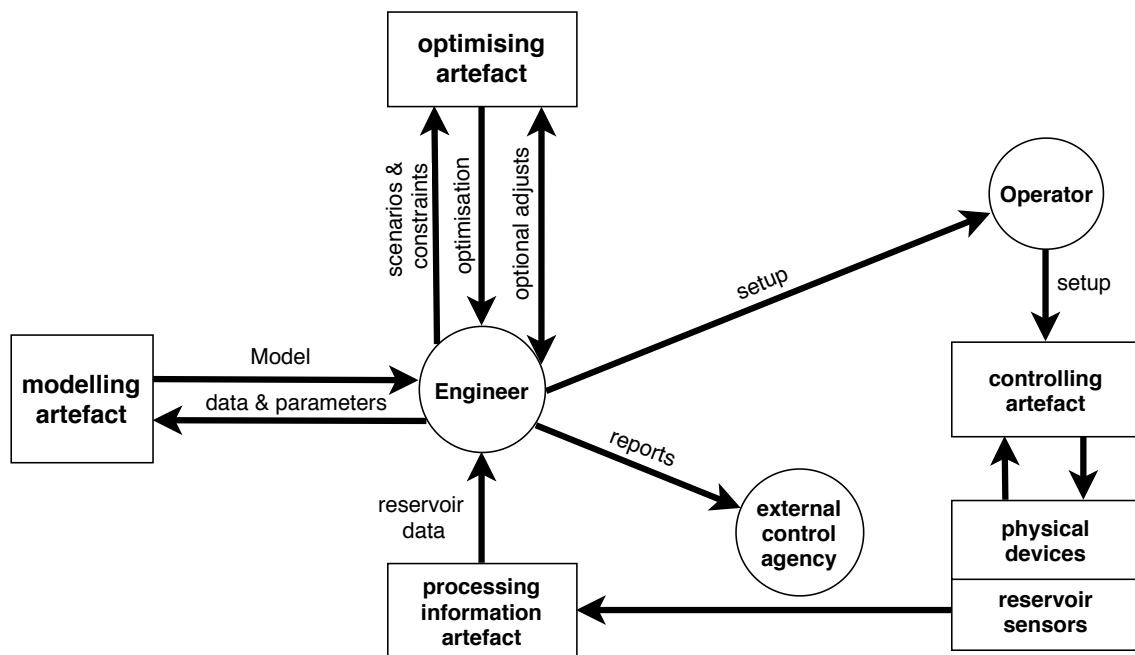 optimising
artefact
scenarios &
constraints
optimisation
optional adjusts
Operator
setup
setup
Model
modelling
artefact
data & parameters
Engineer
controlling
artefact
reports
reservoir
data
external
control
agency
physical
devices
processing
information
artefact
reservoir
sensors